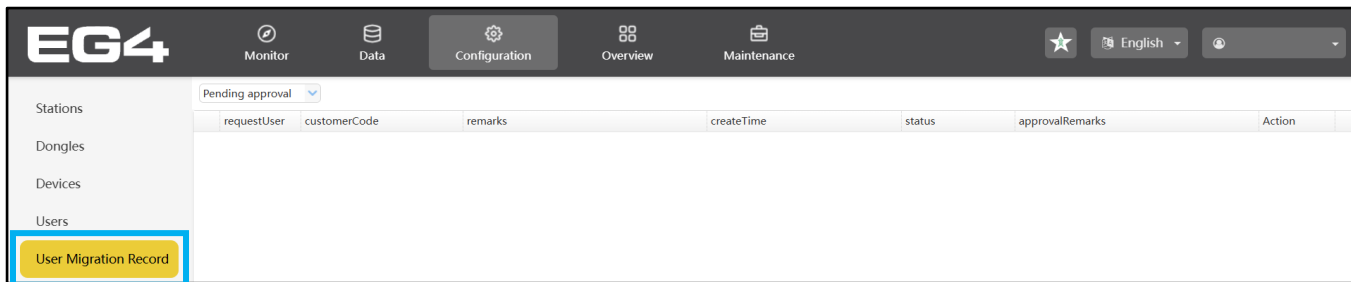 EG4
Monitor
Data
Configuration
Overview
Maintenance
English
Stations
Dongles
Devices
Users
User Migration Record
Pending approval
requestUser customerCode remarks createTime status approvalRemarks Action